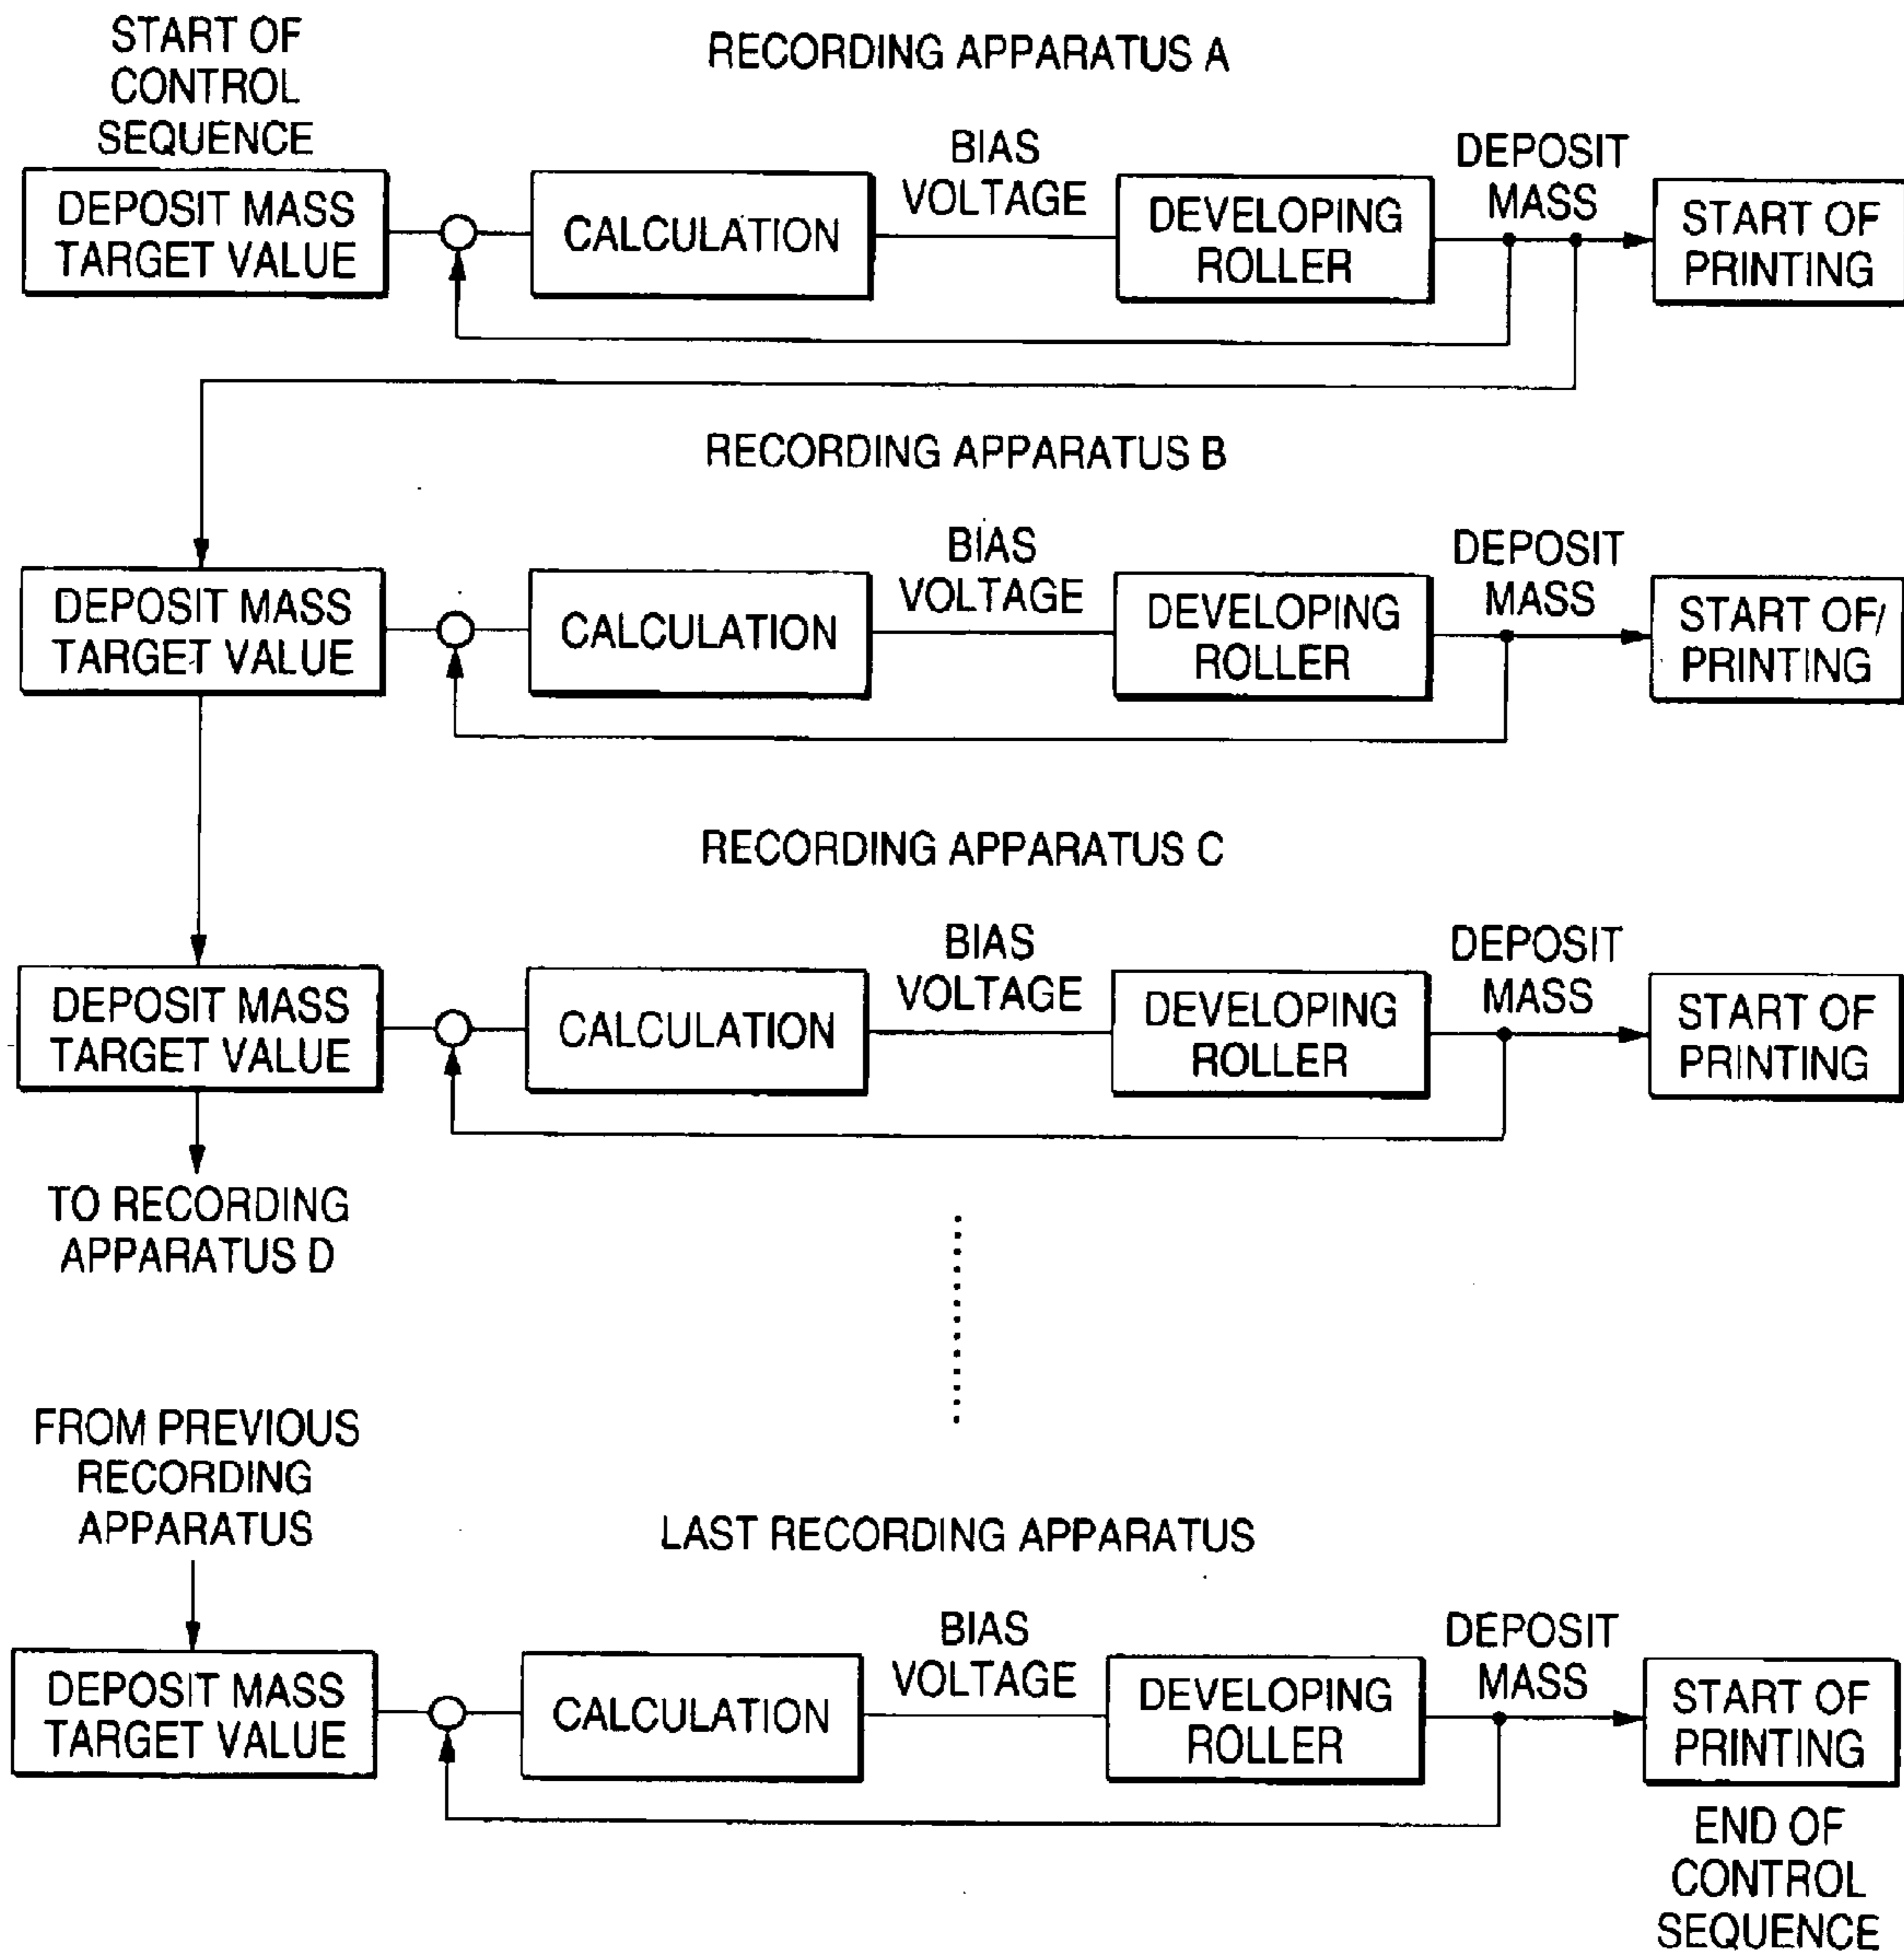 START OF
CONTROL
SEQUENCE
RECORDING APPARATUS A
DEPOSIT MASS
TARGET VALUE
CALCULATION
BIAS
VOLTAGE
DEVELOPING
ROLLER
DEPOSIT
MASS
START OF
PRINTING
RECORDING APPARATUS B
DEPOSIT MASS
TARGET VALUE
CALCULATION
BIAS
VOLTAGE
DEVELOPING
ROLLER
DEPOSIT
MASS
START OF
PRINTING
RECORDING APPARATUS C
DEPOSIT MASS
TARGET VALUE
CALCULATION
BIAS
VOLTAGE
DEVELOPING
ROLLER
DEPOSIT
MASS
START OF
PRINTING
TO RECORDING
APPARATUS D
FROM PREVIOUS
RECORDING
APPARATUS
LAST RECORDING APPARATUS
DEPOSIT MASS
TARGET VALUE
CALCULATION
BIAS
VOLTAGE
DEVELOPING
ROLLER
DEPOSIT
MASS
START OF
PRINTING
END OF
CONTROL
SEQUENCE